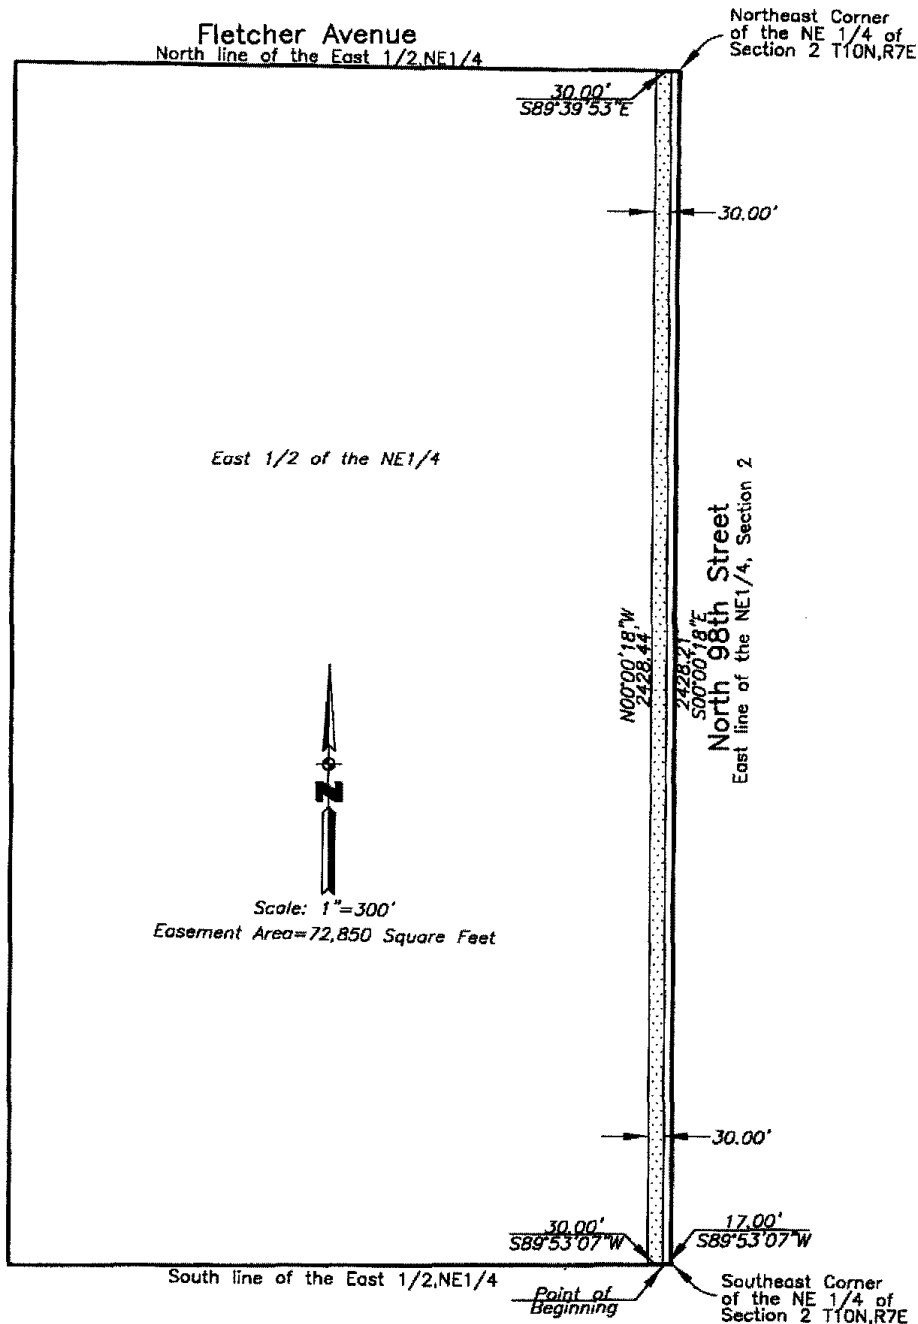 Fletcher Avenue
North line of the East 1/2,NE1/4
Northeast Corner
of the NE 1/4 of
Section 2 T10N,R7E
30.00'
S89°39'53"E
30.00'
East 1/2 of the NE1/4
N00°00'18"W
2428.44
2428.21
S00°00'18"E
North 98th Street
East line of the NE1/4, Section 2
N
Scale: 1"=300'
Easement Area=72,850 Square Feet
30.00'
30.00'
S89°53'07"W
17.00'
S89°53'07"W
South line of the East 1/2,NE1/4
Point of
Beginning
Southeast Corner
of the NE 1/4 of
Section 2 T10N,R7E